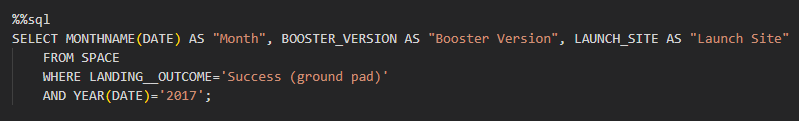 %%sql
SELECT MONTHNAME(DATE) AS "Month", BOOSTER_VERSION AS "Booster Version", LAUNCH_SITE AS "Launch Site"
    FROM SPACE
    WHERE LANDING__OUTCOME='Success (ground pad)'
    AND YEAR(DATE)='2017';